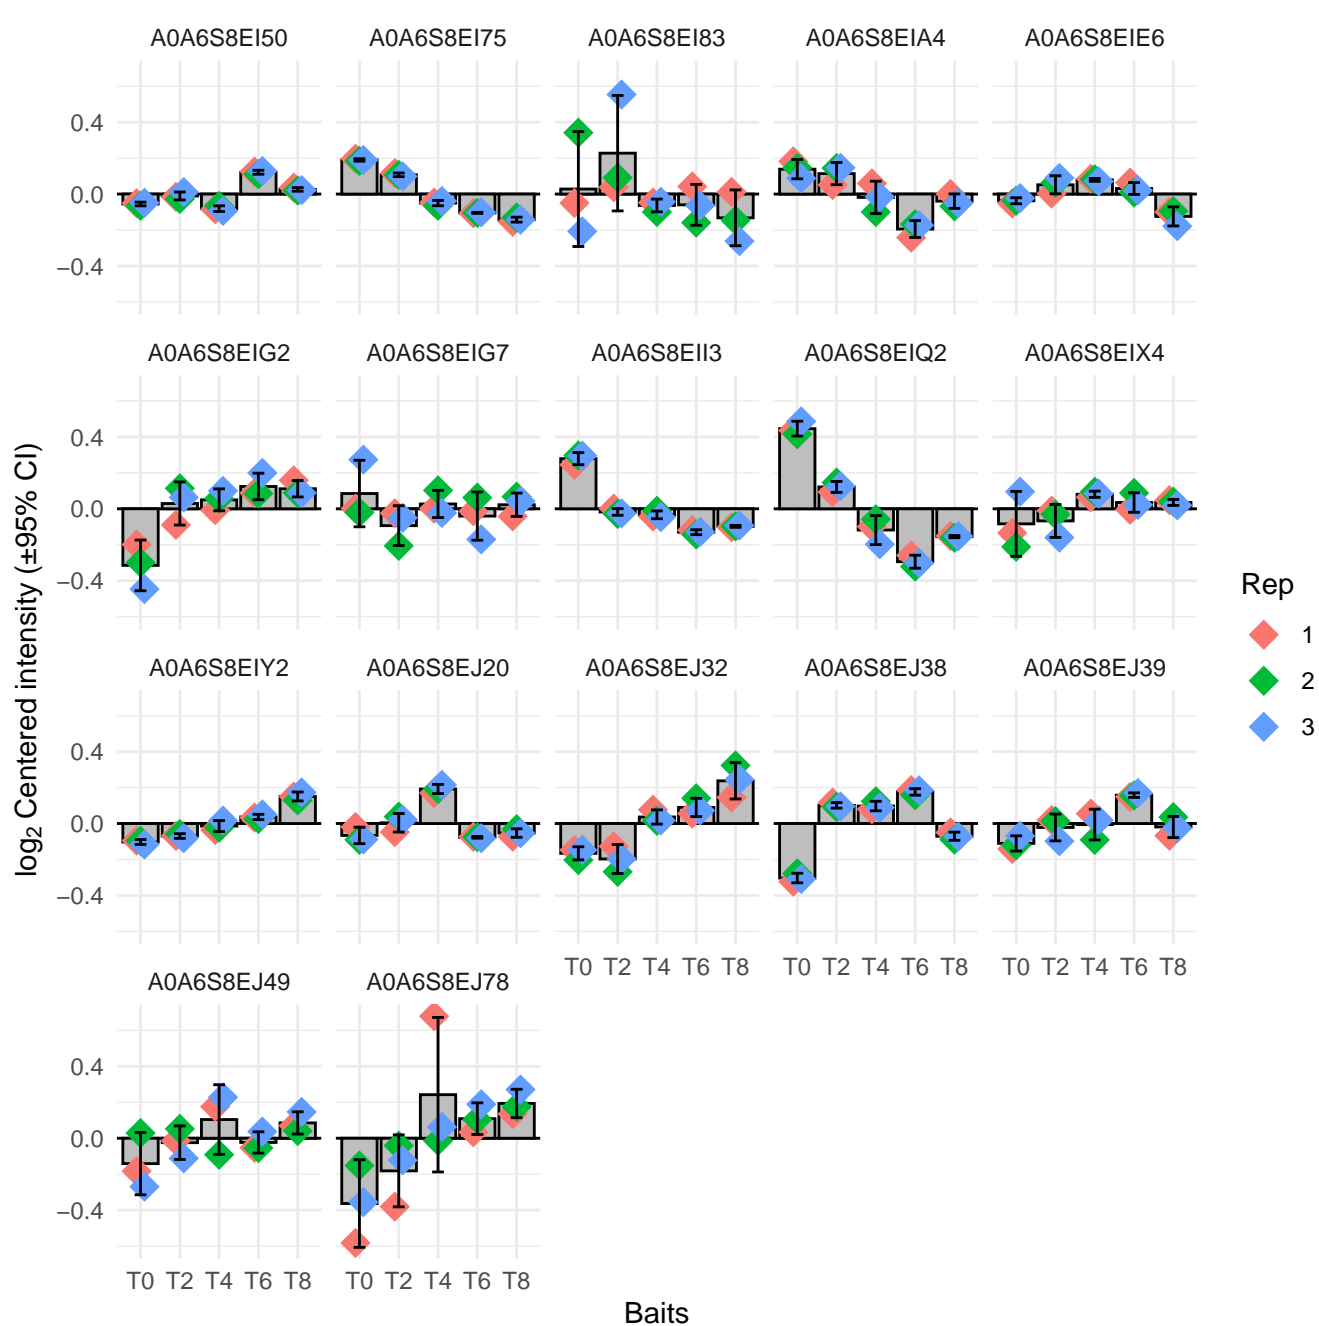 A0A6S8EI50 A0A6S8EI75 A0A6S8EI83 A0A6S8EIA4 A0A6S8EIE6
0.4
0.0
−0.4
A0A6S8EIG2 A0A6S8EIG7 A0A6S8EII3 A0A6S8EIQ2 A0A6S8EIX4
0.4
0.0
−0.4
A0A6S8EIY2 A0A6S8EJ20 A0A6S8EJ32 A0A6S8EJ38 A0A6S8EJ39
0.4
0.0
−0.4
T0 T2 T4 T6 T8 T0 T2 T4 T6 T8 T0 T2 T4 T6 T8
A0A6S8EJ49 A0A6S8EJ78
0.4
0.0
−0.4
T0 T2 T4 T6 T8 T0 T2 T4 T6 T8
Baits
log2 Centered intensity (±95% CI)
Rep
1
2
3